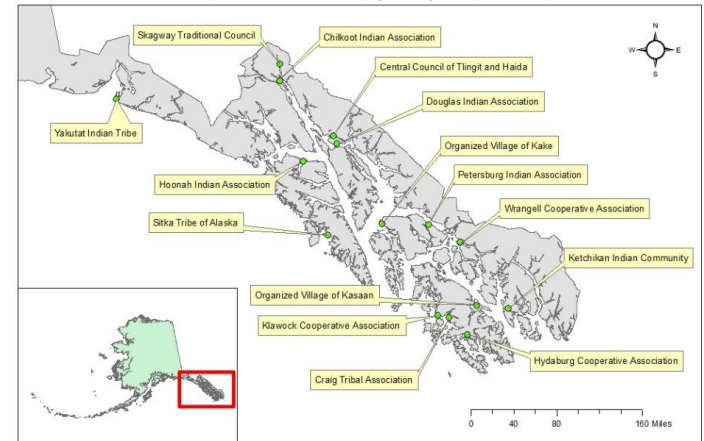 Skagway Traditional Council
Chilkoot Indian Association
N
W E
S
Central Council of Tlingit and Haida
Douglas Indian Association
Yakutat Indian Tribe
Organized Village of Kake
Petersburg Indian Association
Hoonah Indian Association
Wrangell Cooperative Association
Sitka Tribe of Alaska
Ketchikan Indian Community
Organized Village of Kasaan
Klawock Cooperative Association
Hydaburg Cooperative Association
Craig Tribal Association
0 40 80 160 Miles